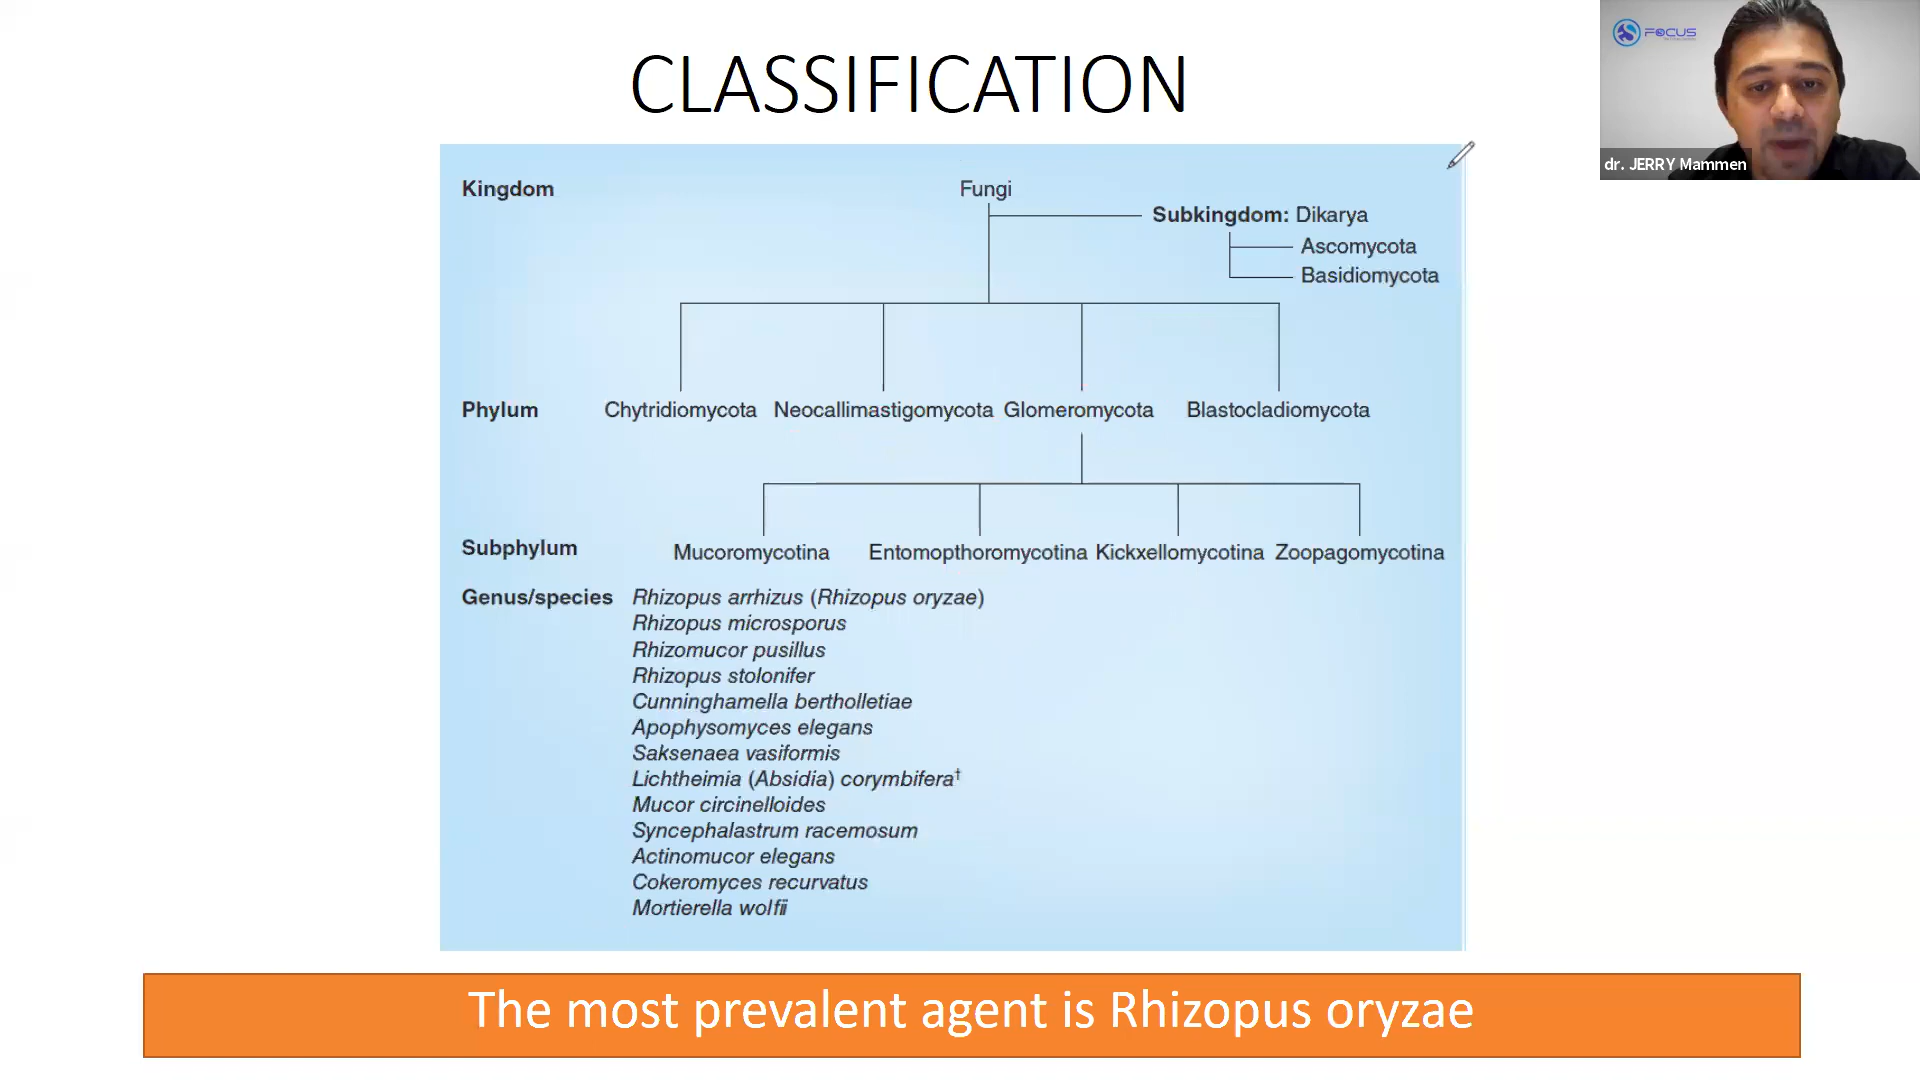 CLASSIFICATION
FOCUS
dr. JERRY Mammen
Kingdom
Fungi
Subkingdom: Dikarya
Ascomycota
Basidiomycota
Phylum
Chytridiomycota Neocallimastigomycota Glomeromycota Blastocladiomycota
Subphylum
Mucoromycotina Entomopthoromycotina Kickxellomycotina Zoopagomycotina
Genus/species Rhizopus arrhizus (Rhizopus oryzae)
Rhizopus microsporus
Rhizomucor pusillus
Rhizopus stolonifer
Cunninghamella bertholletiae
Apophysomyces elegans
Saksenaea vasiformis
Lichtheimia (Absidia) corymbifera†
Mucor circinelloides
Syncephalastrum racemosum
Actinomucor elegans
Cokeromyces recurvatus
Mortierella wolfii
The most prevalent agent is Rhizopus oryzae